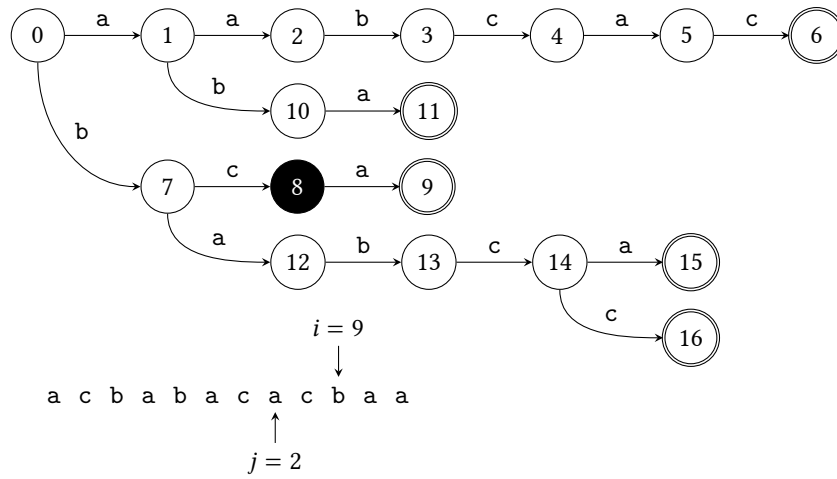 0 a 1 a 2 b 3 c 4 a 5 c 6
b 10 a 11
b
7 c 8 a 9
a 12 b 13 c 14 a 15
c 16
i = 9
a c b a b a c a c b a a
j = 2